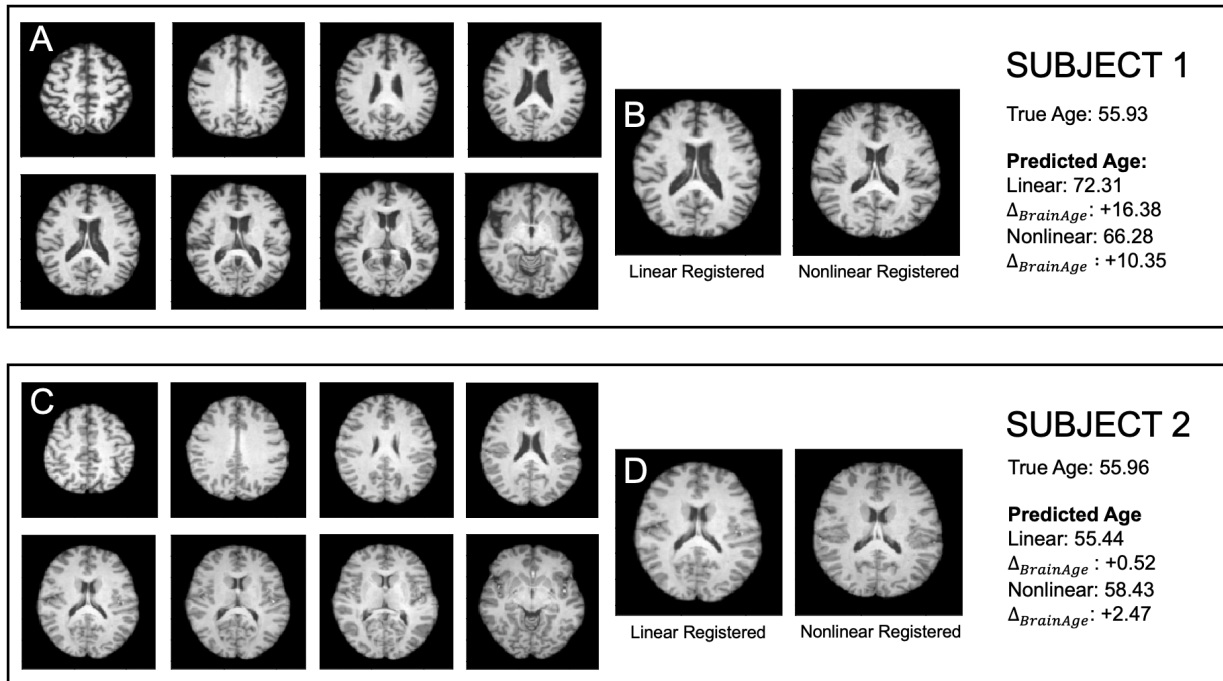 A
B
Linear Registered
Nonlinear Registered
SUBJECT 1
True Age: 55.93
Predicted Age:
Linear: 72.31
Δ_BrainAge: +16.38
Nonlinear: 66.28
Δ_BrainAge : +10.35
C
D
Linear Registered
Nonlinear Registered
SUBJECT 2
True Age: 55.96
Predicted Age
Linear: 55.44
Δ_BrainAge : +0.52
Nonlinear: 58.43
Δ_BrainAge: +2.47